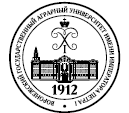 ВОРОНЕЖСКИЙ ГОСУДАРСТВЕННЫЙ АГРАРНЫЙ УНИВЕРСИТЕТ ИМЕНИ ИМПЕРАТОРА ПЕТРА I
1912